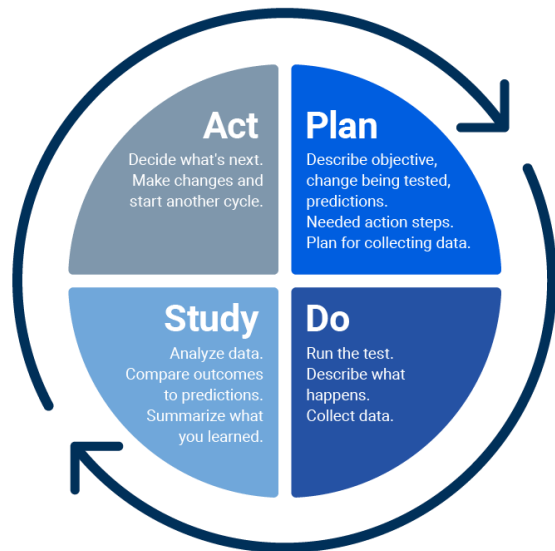 Act
Decide what's next.
Make changes and
start another cycle.
Plan
Describe objective,
change being tested,
predictions.
Needed action steps.
Plan for collecting data.
Study
Analyze data.
Compare outcomes
to predictions.
Summarize what
you learned.
Do
Run the test.
Describe what
happens.
Collect data.